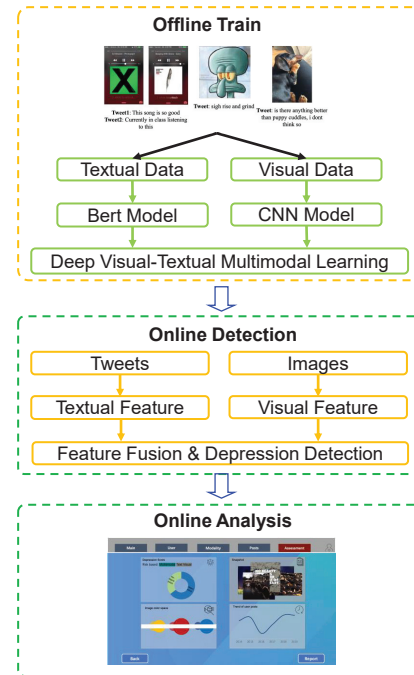 Offline Train
Tweet1: This song is so good
Tweet2: Currently in class listening
to this
Tweet: sigh rise and grind
Tweet: is there anything better
than puppy cuddles, i dont
think so
Textual Data
Visual Data
Bert Model
CNN Model
Deep Visual-Textual Multimodal Learning
Online Detection
Tweets
Images
Textual Feature
Visual Feature
Feature Fusion & Depression Detection
Online Analysis
Main
User
Modality
Assessment
Back
Report